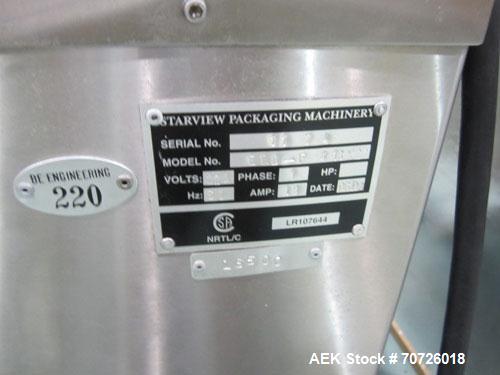 STARVIEW PACKAGING MACHINERY
SERIAL No.
MODEL No.
VOLTS: PHASE: HP:
Hz: AMP: DATE:
NRTL/C
LR107644
BE ENGINEERING
220
AEK Stock # 70726018